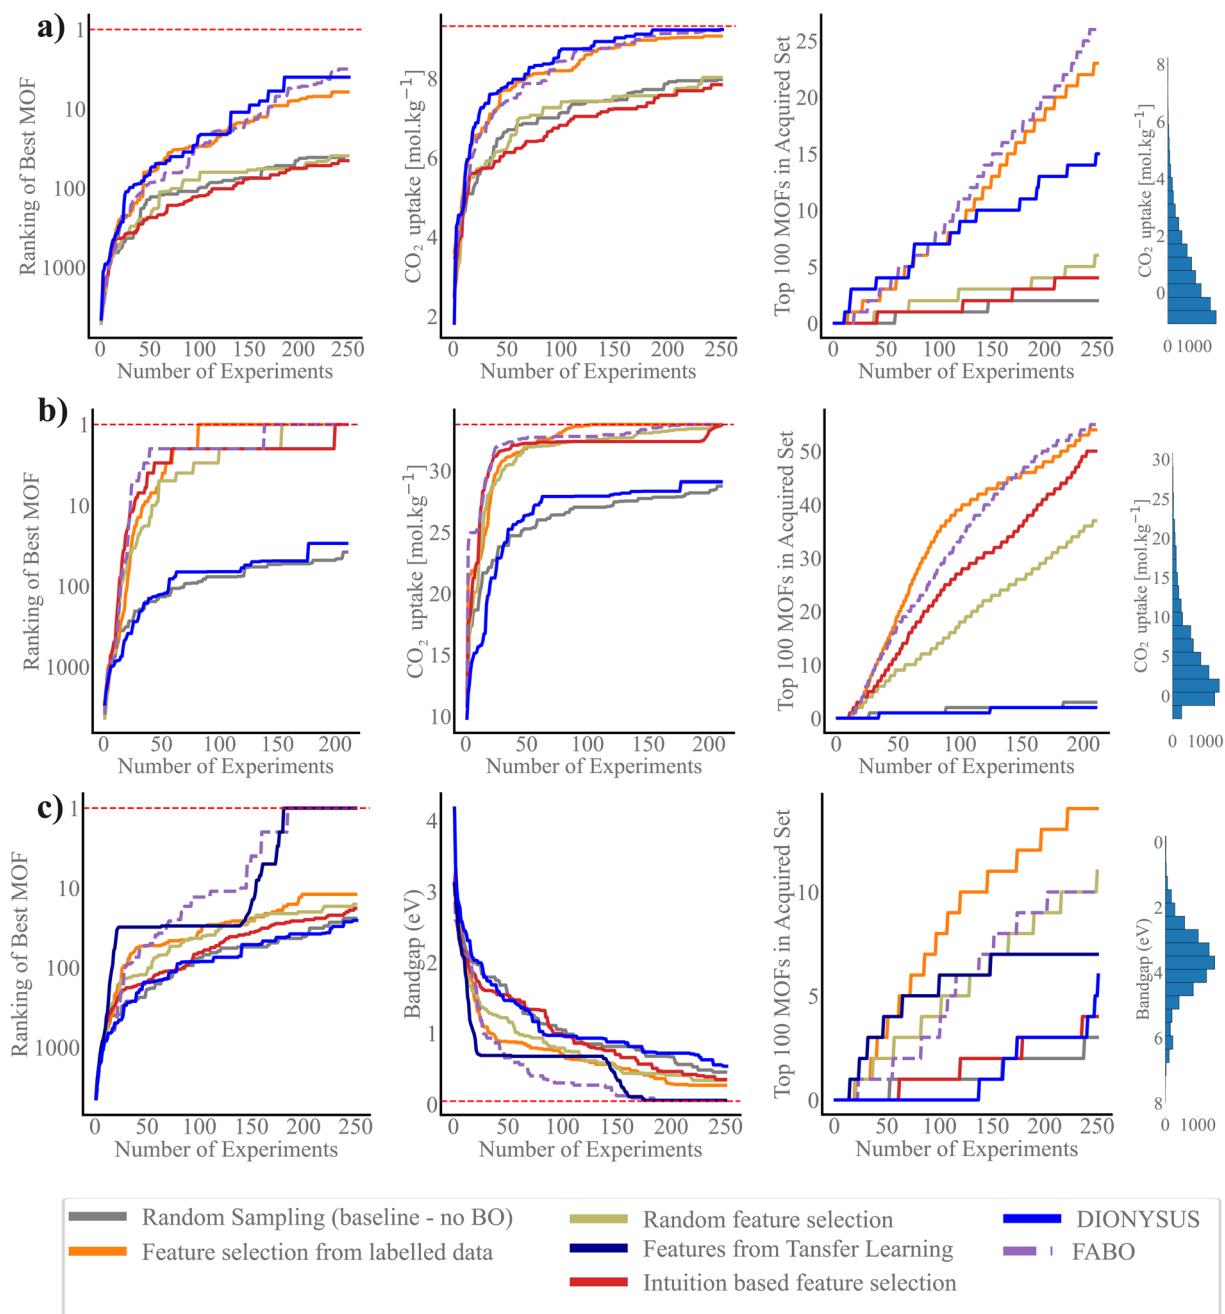 a)
Ranking of Best MOF
1
10
100
1000
0 50 100 150 200 250
Number of Experiments
CO₂ uptake [mol.kg⁻¹]
8
6
4
2
0 50 100 150 200 250
Number of Experiments
Top 100 MOFs in Acquired Set
25
20
15
10
5
0
0 50 100 150 200 250
Number of Experiments
CO₂ uptake [mol.kg⁻¹]
8
6
4
2
0
0 1000
b)
Ranking of Best MOF
1
10
100
1000
0 50 100 150 200
Number of Experiments
CO₂ uptake [mol.kg⁻¹]
30
25
20
15
10
0 50 100 150 200
Number of Experiments
Top 100 MOFs in Acquired Set
50
40
30
20
10
0
0 50 100 150 200
Number of Experiments
CO₂ uptake [mol.kg⁻¹]
30
25
20
15
10
5
0
0 1000
c)
Ranking of Best MOF
1
10
100
1000
0 50 100 150 200 250
Number of Experiments
Bandgap (eV)
4
3
2
1
0
0 50 100 150 200 250
Number of Experiments
Top 100 MOFs in Acquired Set
10
5
0
0 50 100 150 200 250
Number of Experiments
Bandgap (eV)
0
2
4
6
8
0 1000
Random Sampling (baseline - no BO)
Feature selection from labelled data
Random feature selection
Features from Tansfer Learning
Intuition based feature selection
DIONYSUS
FABO